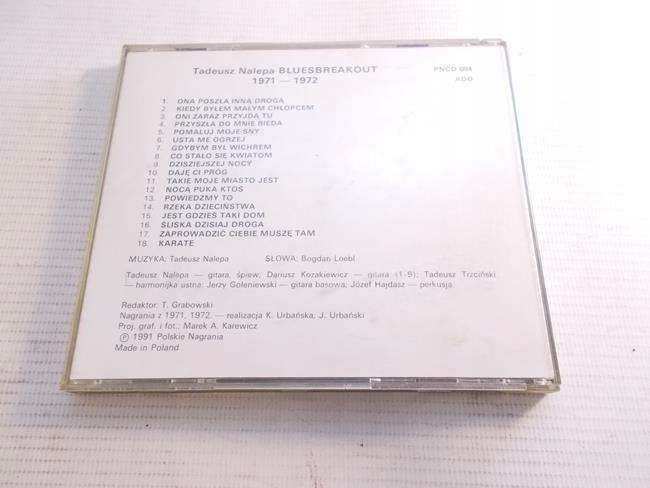 Tadeusz Nalepa BLUESBREAKOUT
1971 — 1972
PNCD 084
ADD
1. ONA POSZŁA INNĄ DROGĄ
2. KIEDY BYŁEM MAŁYM CHŁOPCEM
3. ONI ZARAZ PRZYJDĄ TU
4. PRZYSZŁA DO MNIE BIEDA
5. POMALUJ MOJE SNY
6. USTA ME OGRZEJ
7. GDYBYM BYŁ WICHREM
8. CO STAŁO SIĘ KWIATOM
9. DZISIEJSZEJ NOCY
10. DAJĘ CI PRÓG
11. TAKIE MOJE MIASTO JEST
12. NOCĄ PUKA KTOŚ
13. POWIEDZMY TO
14. RZEKA DZIECIŃSTWA
15. JEST GDZIEŚ TAKI DOM
16. ŚLISKA DZISIAJ DROGA
17. ZAPROWADZIĆ CIEBIE MUSZĘ TAM
18. KARATE
MUZYKA: Tadeusz Nalepa SŁOWA: Bogdan Loebl
Tadeusz Nalepa — gitara, śpiew; Dariusz Kozakiewicz — gitara (1-9); Tadeusz Trzciński
— harmonijka ustna; Jerzy Goleniewski — gitara basowa; Józef Hajdasz — perkusja
Redaktor: T. Grabowski
Nagrania z 1971, 1972. — realizacja K. Urbańska; J. Urbański
Proj. graf. i fot.: Marek A. Karewicz
Ⓟ 1991 Polskie Nagrania
Made in Poland